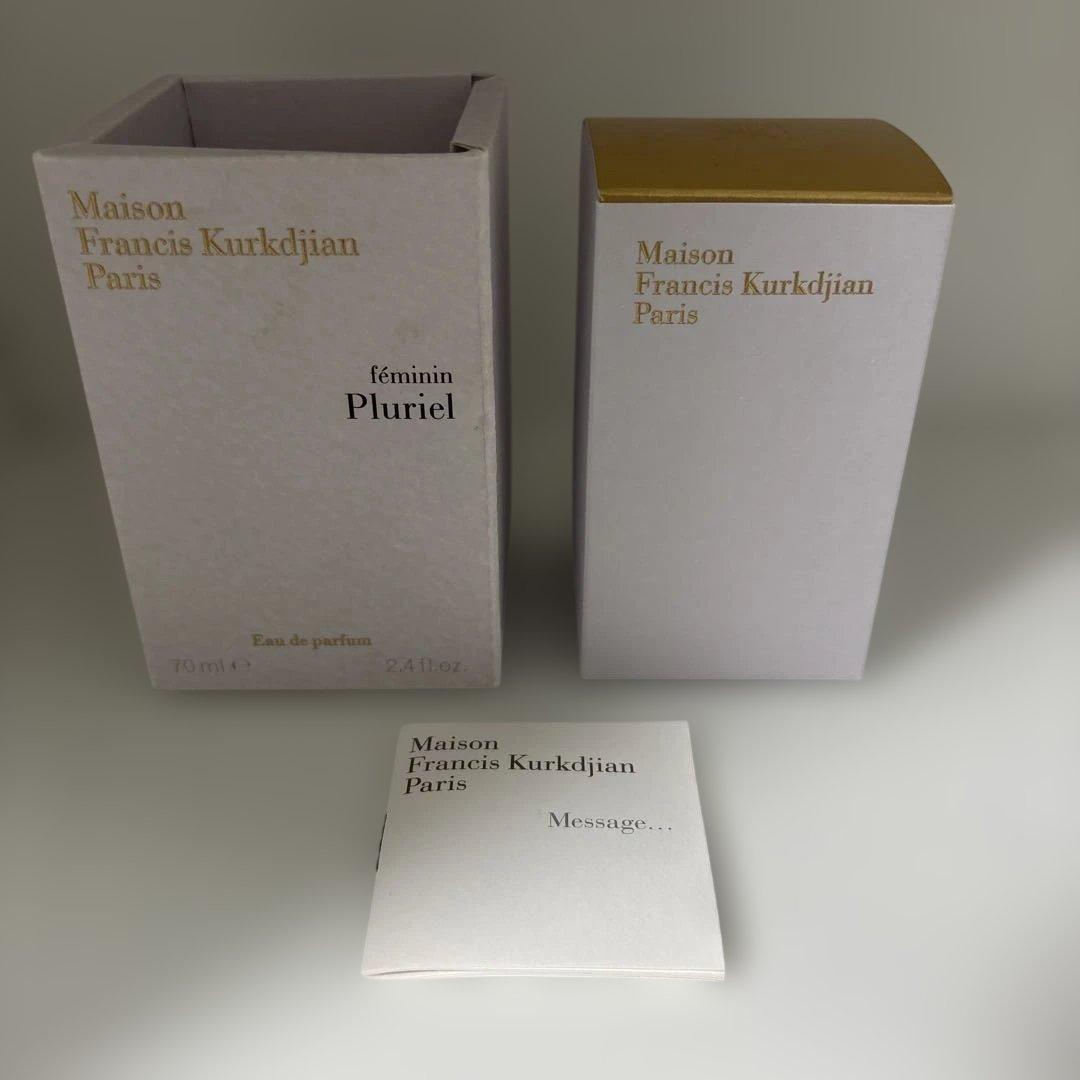 Maison
Francis Kurkdjian
Paris
féminin
Pluriel
Eau de parfum
70 ml ℮ 2.4 fl.oz.
Maison
Francis Kurkdjian
Paris
Maison
Francis Kurkdjian
Paris
Message...